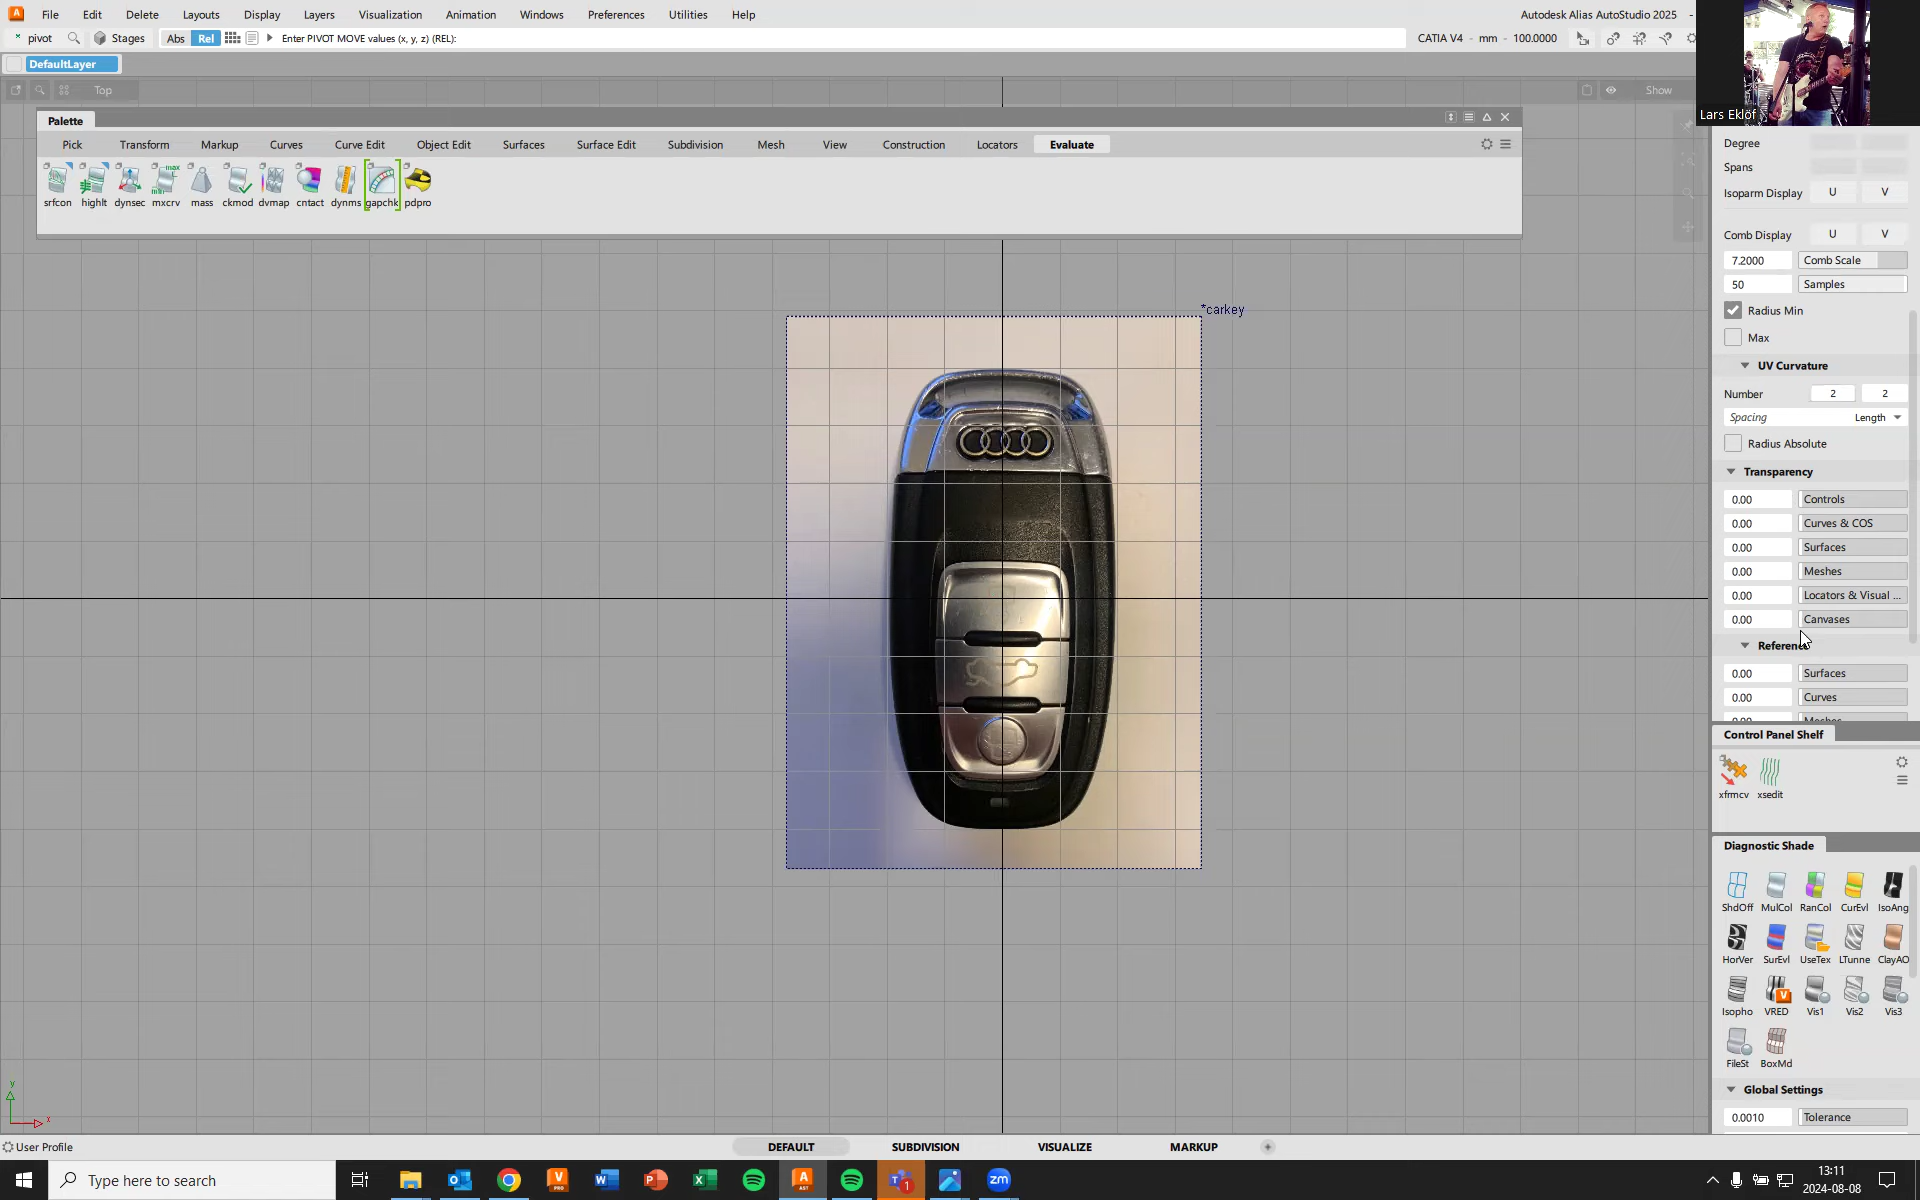 File Edit Delete Layouts Display Layers Visualization Animation Windows Preferences Utilities Help
Autodesk Alias AutoStudio 2025
* pivot Stages Abs Rel Enter PIVOT MOVE values (x, y, z) (REL):
CATIA V4 - mm - 100.0000
DefaultLayer
Top
Show
Lars Eklöf
Palette
Pick Transform Markup Curves Curve Edit Object Edit Surfaces Surface Edit Subdivision Mesh View Construction Locators Evaluate
srfcon highlt dynsec mxcrv mass ckmod dvmap cntact dynms gapchk pdpro
*carkey
Degree
Spans
Isoparm Display U V
Comb Display U V
7.2000 Comb Scale
50 Samples
Radius Min
Max
UV Curvature
Number 2 2
Spacing Length
Radius Absolute
Transparency
0.00 Controls
0.00 Curves & COS
0.00 Surfaces
0.00 Meshes
0.00 Locators & Visual ...
0.00 Canvases
0.00 Surfaces
0.00 Curves
0.00 Meshes
Control Panel Shelf
xfrmcv xsedit
Diagnostic Shade
ShdOff MulCol RanCol CurEvl IsoAng
HorVer SurEvl UseTex LTunne ClayAO
Isopho VRED Vis1 Vis2 Vis3
FileSt BoxMd
Global Settings
0.0010 Tolerance
y
x
User Profile
DEFAULT SUBDIVISION VISUALIZE MARKUP +
Type here to search
13:11
2024-08-08